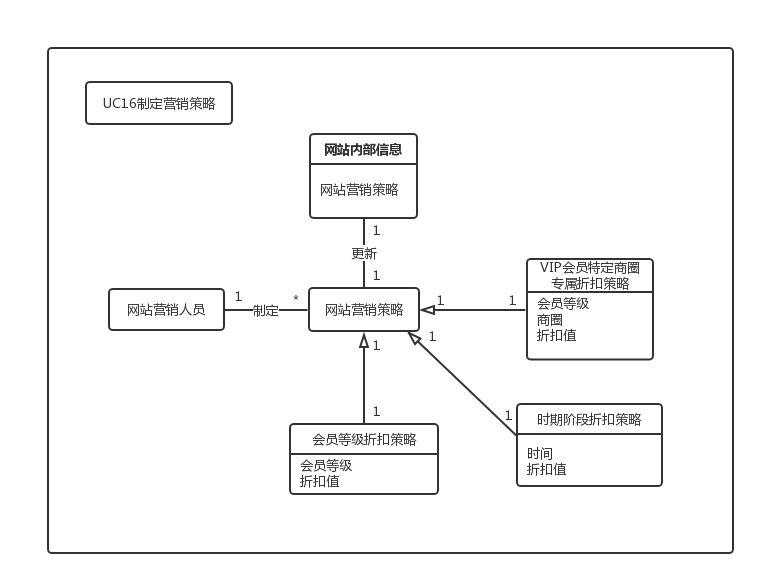 UC16制定营销策略
网站内部信息
网站营销策略
1
更新
1
网站营销人员
1
制定
*
网站营销策略
1
1
VIP会员特定商圈
专属折扣策略
会员等级
商圈
折扣值
1
1
会员等级折扣策略
会员等级
折扣值
1
1
时期阶段折扣策略
时间
折扣值